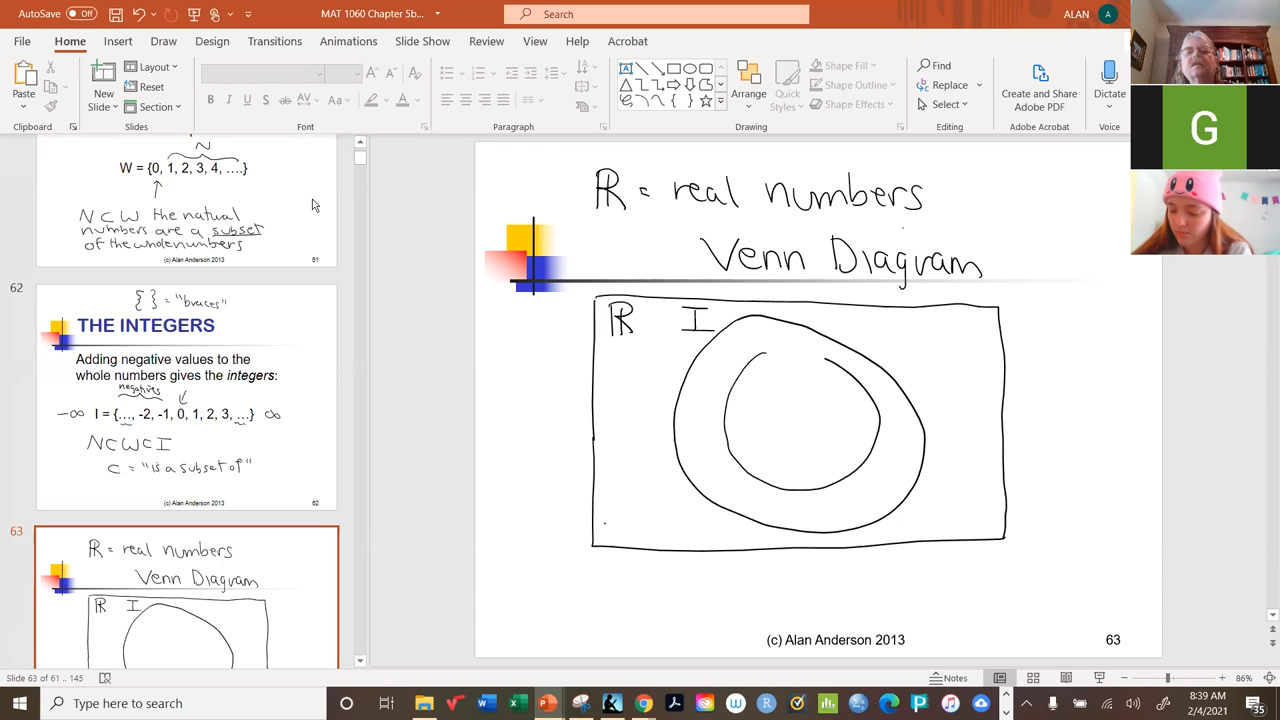 AutoSave Off
MAT 1060 Chapter 5b...
Search
ALAN A
File Home Insert Draw Design Transitions Animations Slide Show Review View Help Acrobat
Paste
New
Slide
Layout
Reset
Section
Shape Fill
Shape Outline
Shape Effects
Arrange
Quick
Styles
Find
Replace
Select
Create and Share
Adobe PDF
Dictate
Clipboard Slides Font Paragraph Drawing Editing Adobe Acrobat Voice
N
W = {0, 1, 2, 3, 4, ….}
N ⊂ W the natual
numbers are a subset
of the whole numbers
(c) Alan Anderson 2013 61
62
{ } = "braces"
THE INTEGERS
Adding negative values to the
whole numbers gives the integers:
negatives
-∞ I = {…, -2, -1, 0, 1, 2, 3, …} ∞
N ⊂ W ⊂ I
⊂ = "is a subset of"
(c) Alan Anderson 2013 62
63
ℝ = real numbers
Venn Diagram
ℝ I
G
ℝ = real numbers
Venn Diagram
ℝ I
(c) Alan Anderson 2013 63
Slide 63 of 61 .. 145
Notes
86%
Type here to search
8:39 AM
2/4/2021
35